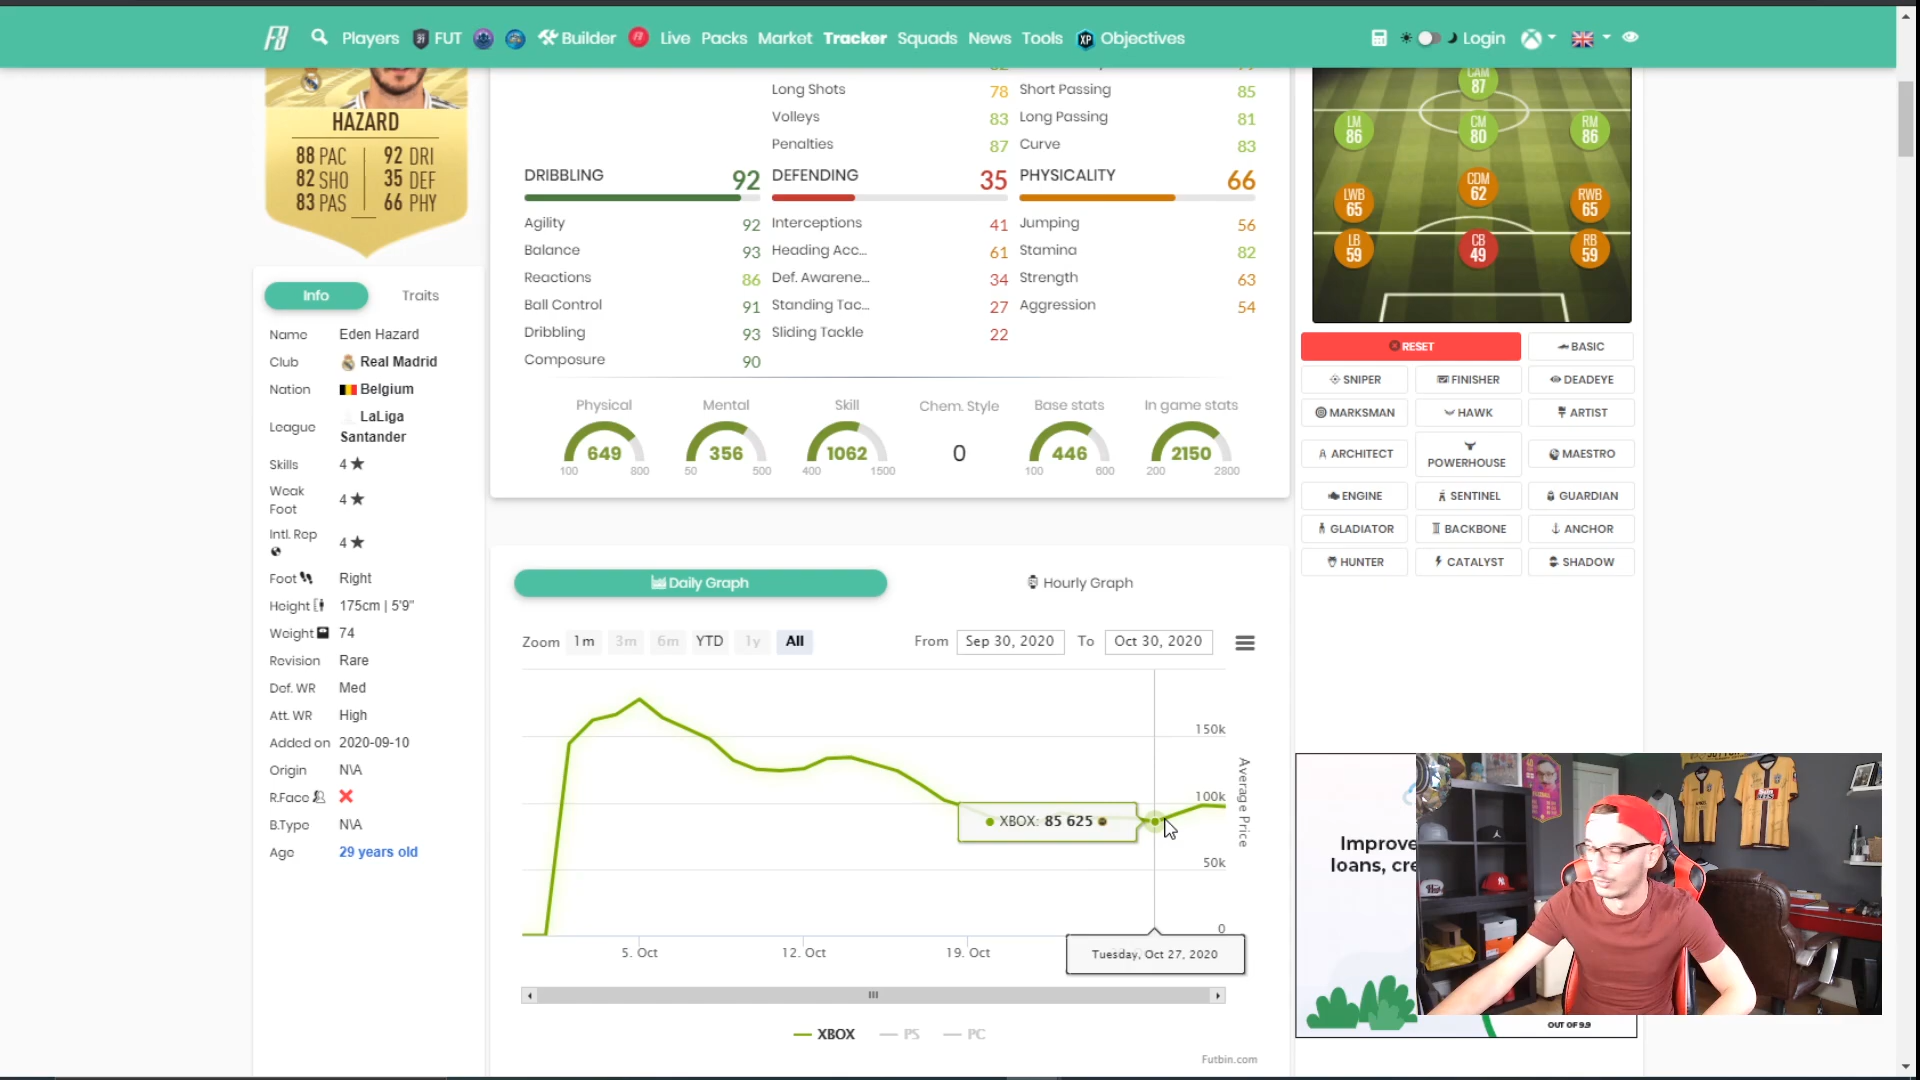 Players FUT Builder Live Packs Market Tracker Squads News Tools XP Objectives Login
HAZARD
88 PAC 92 DRI
82 SHO 35 DEF
83 PAS 66 PHY
Info Traits
Name Eden Hazard
Club Real Madrid
Nation Belgium
League LaLiga Santander
Skills 4
Weak Foot 4
Intl. Rep 4
Foot Right
Height 175cm | 5'9"
Weight 74
Revision Rare
Def. WR Med
Att. WR High
Added on 2020-09-10
Origin N\A
R.Face
B.Type N\A
Age 29 years old
Long Shots 78 Short Passing 85
Volleys 83 Long Passing 81
Penalties 87 Curve 83
DRIBBLING 92 DEFENDING 35 PHYSICALITY 66
Agility 92 Interceptions 41 Jumping 56
Balance 93 Heading Acc... 61 Stamina 82
Reactions 86 Def. Awarene... 34 Strength 63
Ball Control 91 Standing Tac... 27 Aggression 54
Dribbling 93 Sliding Tackle 22
Composure 90
Physical Mental Skill Chem. Style Base stats In game stats
649 356 1062 0 446 2150
100 800 50 500 400 1500 100 600 200 2800
Daily Graph Hourly Graph
Zoom 1m 3m 6m YTD 1y All From Sep 30, 2020 To Oct 30, 2020
150k
100k
50k
0
Average Price
XBOX: 85 625
5. Oct 12. Oct 19. Oct
Tuesday, Oct 27, 2020
XBOX PS PC
Futbin.com
CAM 87
LM 86 CM 80 RM 86
CDM 62
LWB 65 RWB 65
LB 59 CB 49 RB 59
RESET BASIC
SNIPER FINISHER DEADEYE
MARKSMAN HAWK ARTIST
ARCHITECT POWERHOUSE MAESTRO
ENGINE SENTINEL GUARDIAN
GLADIATOR BACKBONE ANCHOR
HUNTER CATALYST SHADOW
Improve
loans, cre
OUT OF 9.9